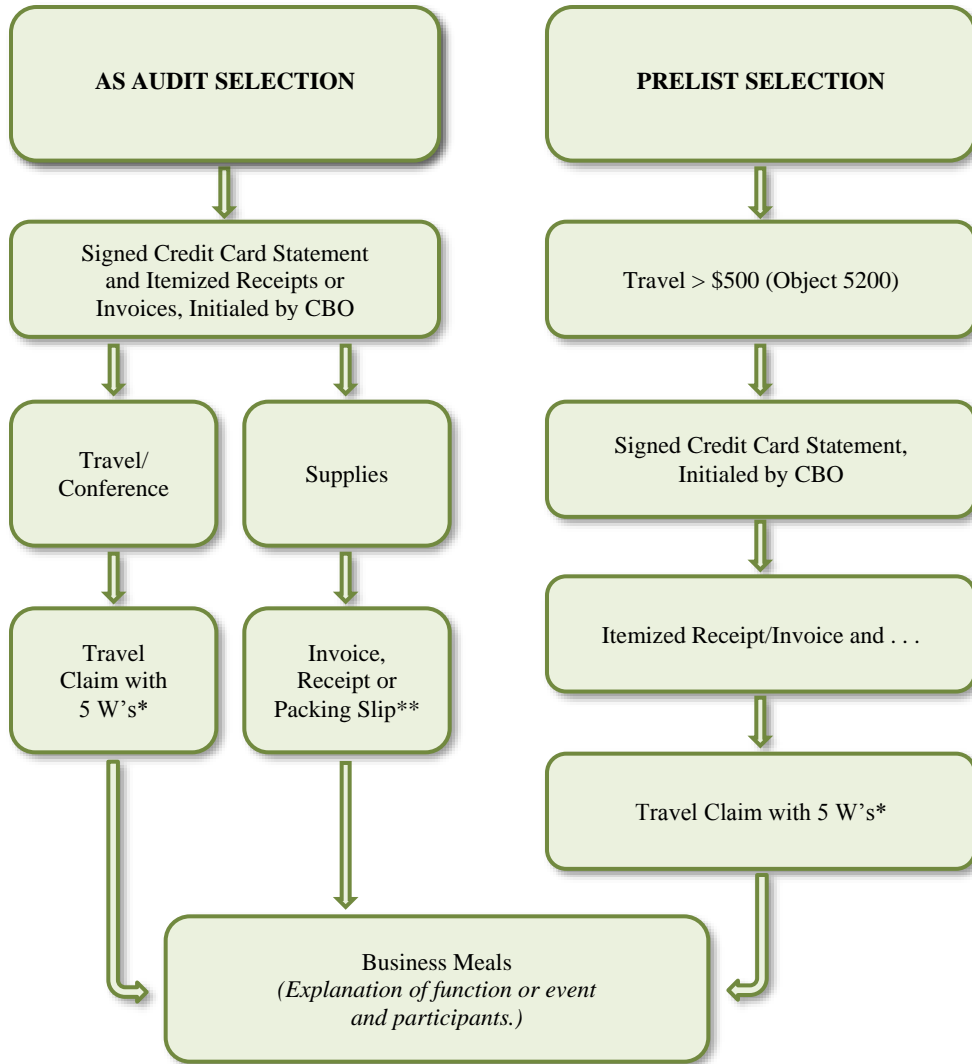 AS AUDIT SELECTION
PRELIST SELECTION
Signed Credit Card Statement
and Itemized Receipts or
Invoices, Initialed by CBO
Travel > $500 (Object 5200)
Travel/
Conference
Supplies
Signed Credit Card Statement,
Initialed by CBO
Travel
Claim with
5 W’s*
Invoice,
Receipt or
Packing Slip**
Itemized Receipt/Invoice and . . .
Travel Claim with 5 W’s*
Business Meals
(Explanation of function or event
and participants.)